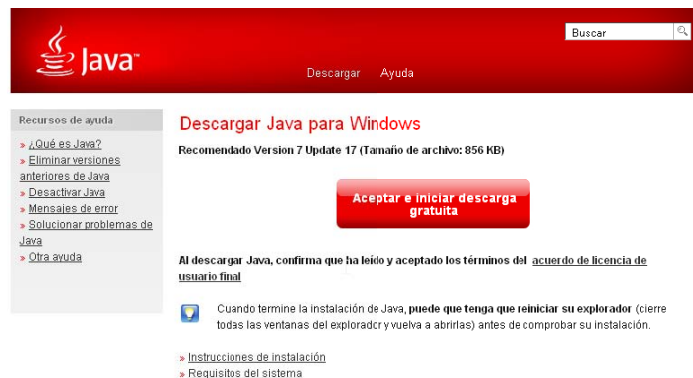 Java™
Buscar
Descargar Ayuda
Recursos de ayuda
» ¿Qué es Java?
» Eliminar versiones
anteriores de Java
» Desactivar Java
» Mensajes de error
» Solucionar problemas de
Java
» Otra ayuda
Descargar Java para Windows
Recomendado Version 7 Update 17 (Tamaño de archivo: 856 KB)
Aceptar e iniciar descarga
gratuita
Al descargar Java, confirma que ha leído y aceptado los términos del acuerdo de licencia de
usuario final
Cuando termine la instalación de Java, puede que tenga que reiniciar su explorador (cierre
todas las ventanas del explorador y vuelva a abrirlas) antes de comprobar su instalación.
» Instrucciones de instalación
» Requisitos del sistema